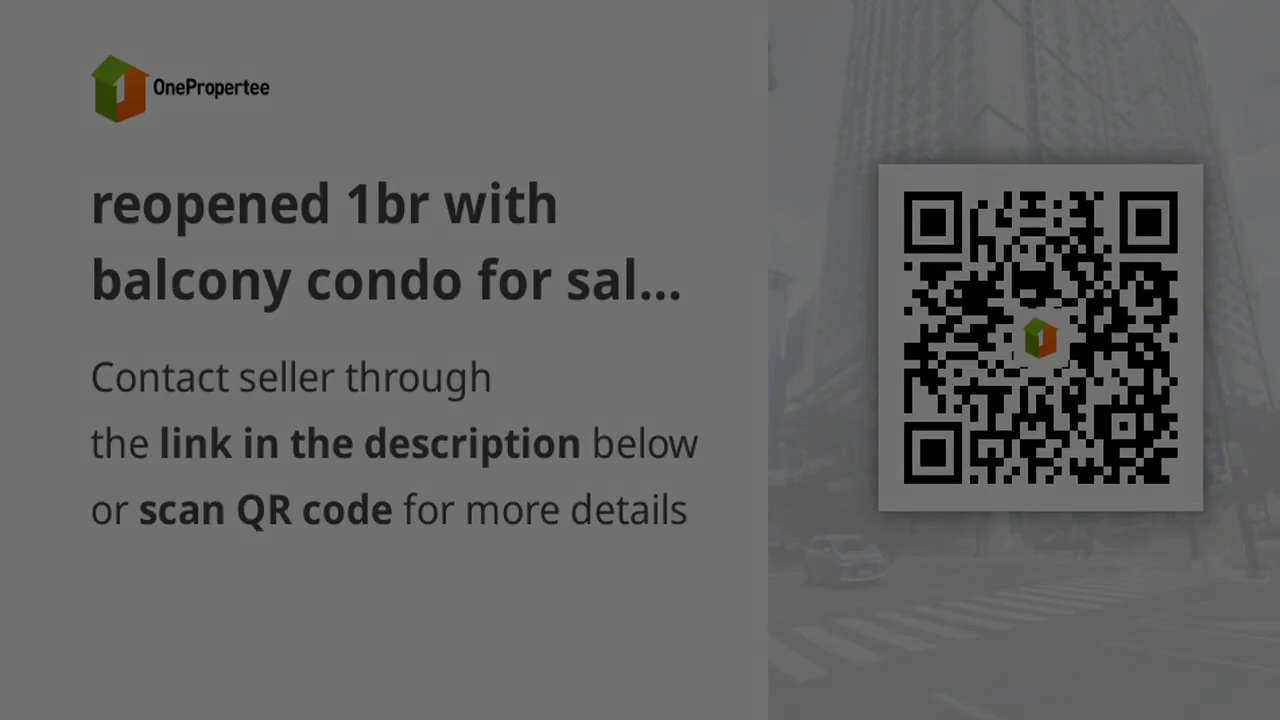 OnePropertee
reopened 1br with
balcony condo for sal...
Contact seller through
the link in the description below
or scan QR code for more details